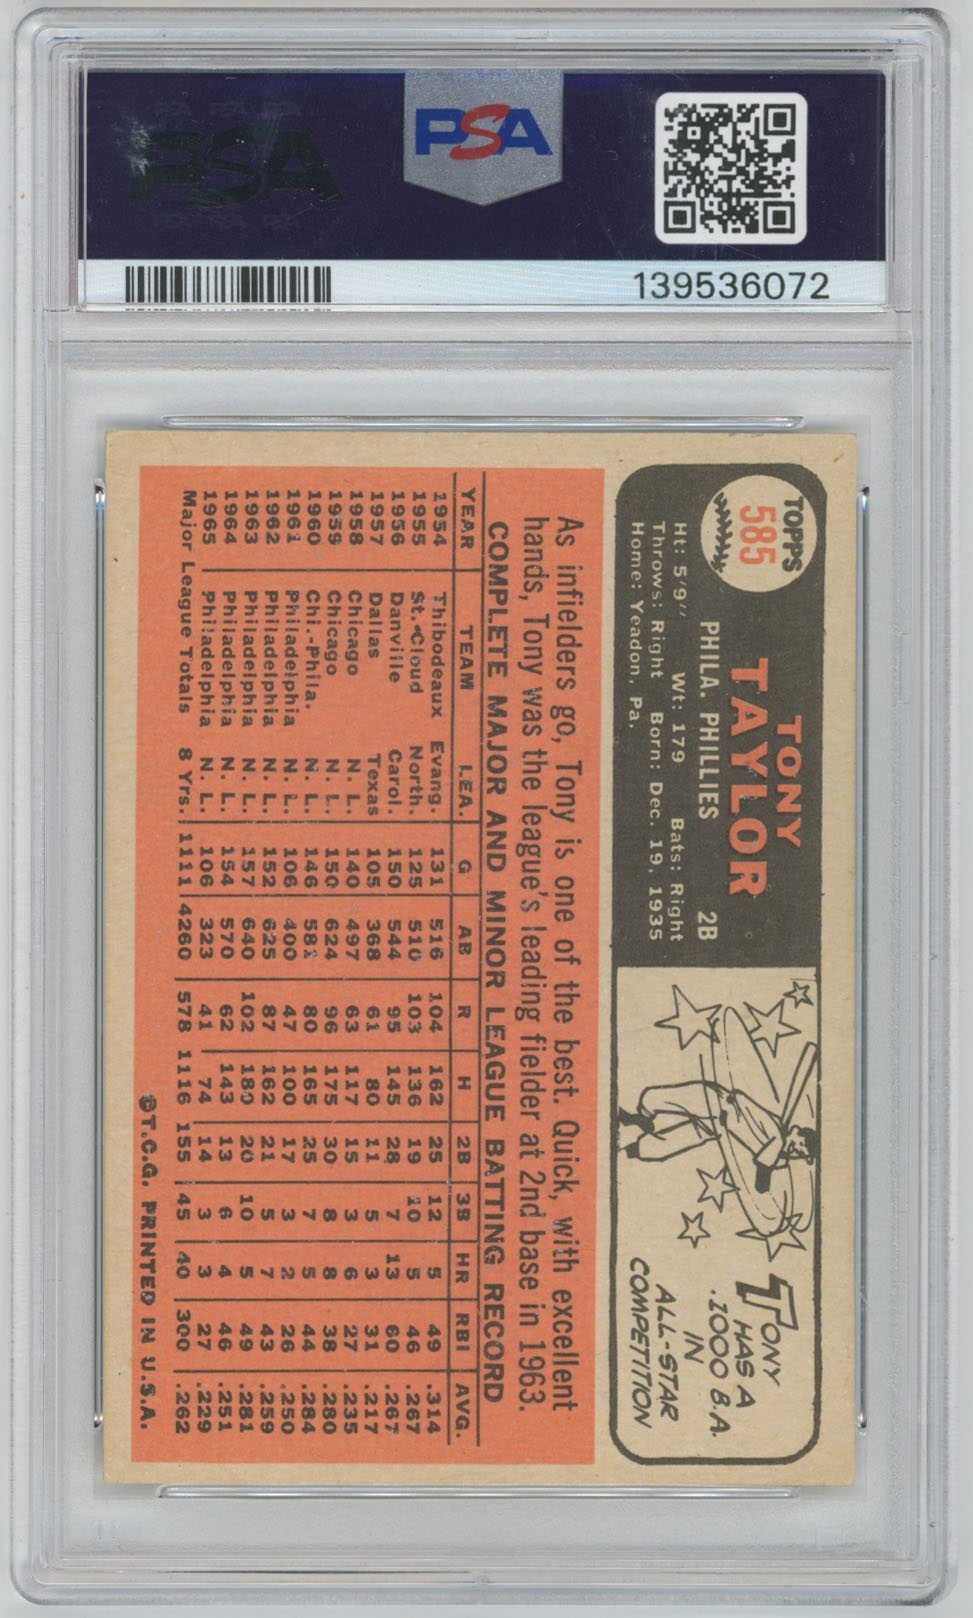 PSA PSA PSA
PSA
PSA PSA PSA
PSA
139536072
TOPPS
585
TONY
TAYLOR
PHILA. PHILLIES 2B
Ht: 5'9" Wt: 179 Bats: Right
Throws: Right Born: Dec. 19, 1935
Home: Yeadon, Pa.
TONY
HAS A
.1000 B.A.
IN
ALL-STAR
COMPETITION
As infielders go, Tony is one of the best. Quick, with excellent
hands, Tony was the league's leading fielder at 2nd base in 1963.
COMPLETE MAJOR AND MINOR LEAGUE BATTING RECORD
YEAR TEAM LEA. G AB R H 2B 3B HR RBI AVG.
1954 Thibodeaux Evang. 131 516 104 162 25 12 5 49 .314
1955 St. Cloud North. 125 510 103 136 19 10 5 46 .267
1956 Danville Carol. 150 544 95 145 28 7 13 60 .267
1957 Dallas Texas 105 368 61 80 11 5 3 31 .217
1958 Chicago N. L. 140 497 63 117 15 3 6 27 .235
1959 Chicago N. L. 150 624 96 175 30 8 8 38 .280
1960 Chi.-Phila. N. L. 146 581 80 165 25 5 5 44 .284
1961 Philadelphia N. L. 106 400 47 100 17 3 2 26 .250
1962 Philadelphia N. L. 152 625 87 162 21 5 7 43 .259
1963 Philadelphia N. L. 157 640 102 180 20 10 5 49 .281
1964 Philadelphia N. L. 154 570 62 143 13 6 4 46 .251
1965 Philadelphia N. L. 106 323 41 74 14 3 3 27 .229
Major League Totals 8 Yrs. 1111 4260 578 1116 155 45 40 300 .262
©T.C.G. PRINTED IN U.S.A.